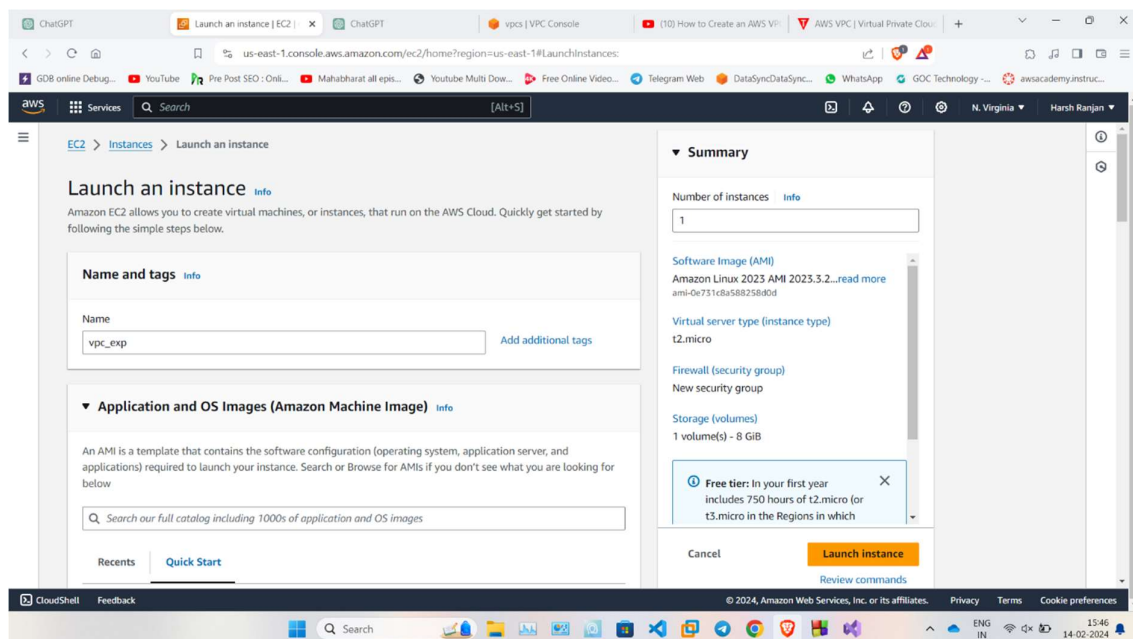 ChatGPT
Launch an instance | EC2 |
ChatGPT
vpcs | VPC Console
(10) How to Create an AWS VP
AWS VPC | Virtual Private Clou
us-east-1.console.aws.amazon.com/ec2/home?region=us-east-1#LaunchInstances:
GDB online Debug...
YouTube
Pre Post SEO : Onli...
Mahabharat all epis...
Youtube Multi Dow...
Free Online Video...
Telegram Web
DataSyncDataSync...
WhatsApp
GOC Technology -...
awsacademy.instruc...
aws
Services
Search
[Alt+S]
N. Virginia
Harsh Ranjan
EC2 > Instances > Launch an instance
Launch an instance Info
Amazon EC2 allows you to create virtual machines, or instances, that run on the AWS Cloud. Quickly get started by
following the simple steps below.
Name and tags Info
Name
vpc_exp
Add additional tags
Application and OS Images (Amazon Machine Image) Info
An AMI is a template that contains the software configuration (operating system, application server, and
applications) required to launch your instance. Search or Browse for AMIs if you don't see what you are looking for
below
Search our full catalog including 1000s of application and OS images
Recents
Quick Start
Summary
Number of instances Info
1
Software Image (AMI)
Amazon Linux 2023 AMI 2023.3.2...read more
ami-0e731c8a588258d0d
Virtual server type (instance type)
t2.micro
Firewall (security group)
New security group
Storage (volumes)
1 volume(s) - 8 GiB
Free tier: In your first year
includes 750 hours of t2.micro (or
t3.micro in the Regions in which
Cancel
Launch instance
Review commands
CloudShell
Feedback
© 2024, Amazon Web Services, Inc. or its affiliates.
Privacy
Terms
Cookie preferences
Search
ENG
IN
15:46
14-02-2024